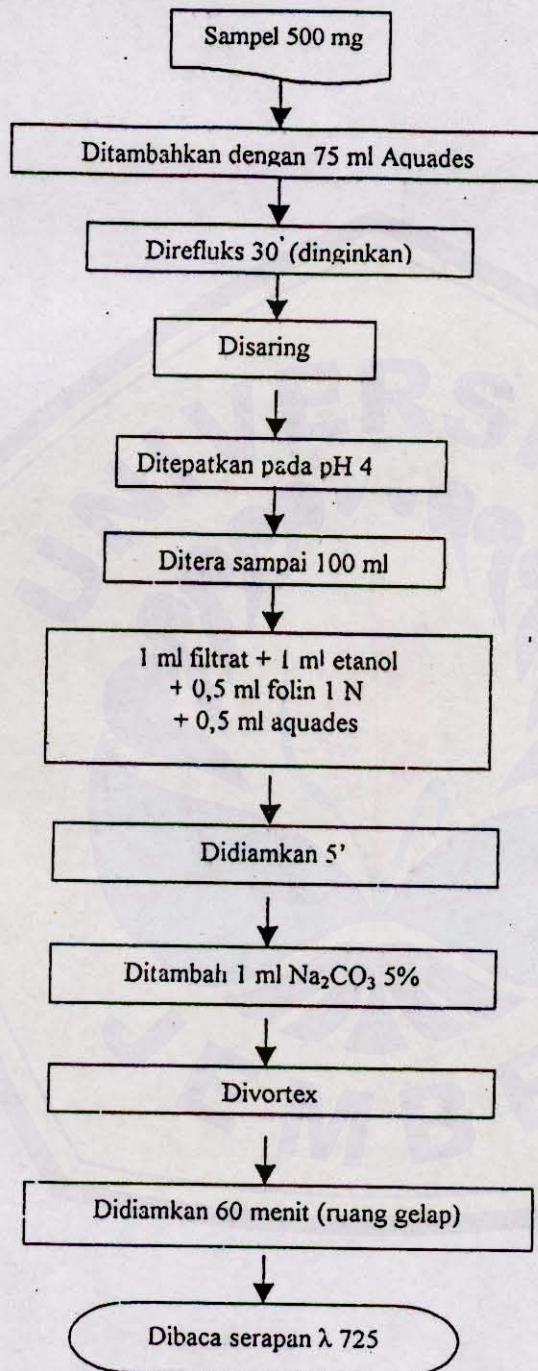 Sampel 500 mg
Ditambahkan dengan 75 ml Aquades
Direfluks 30' (dinginkan)
Disaring
Ditepatkan pada pH 4
Ditera sampai 100 ml
1 ml filtrat + 1 ml etanol
+ 0,5 ml folin 1 N
+ 0,5 ml aquades
Didiamkan 5'
Ditambah 1 ml Na₂CO₃ 5%
Divortex
Didiamkan 60 menit (ruang gelap)
Dibaca serapan λ 725
UNIVERS
JEMBER